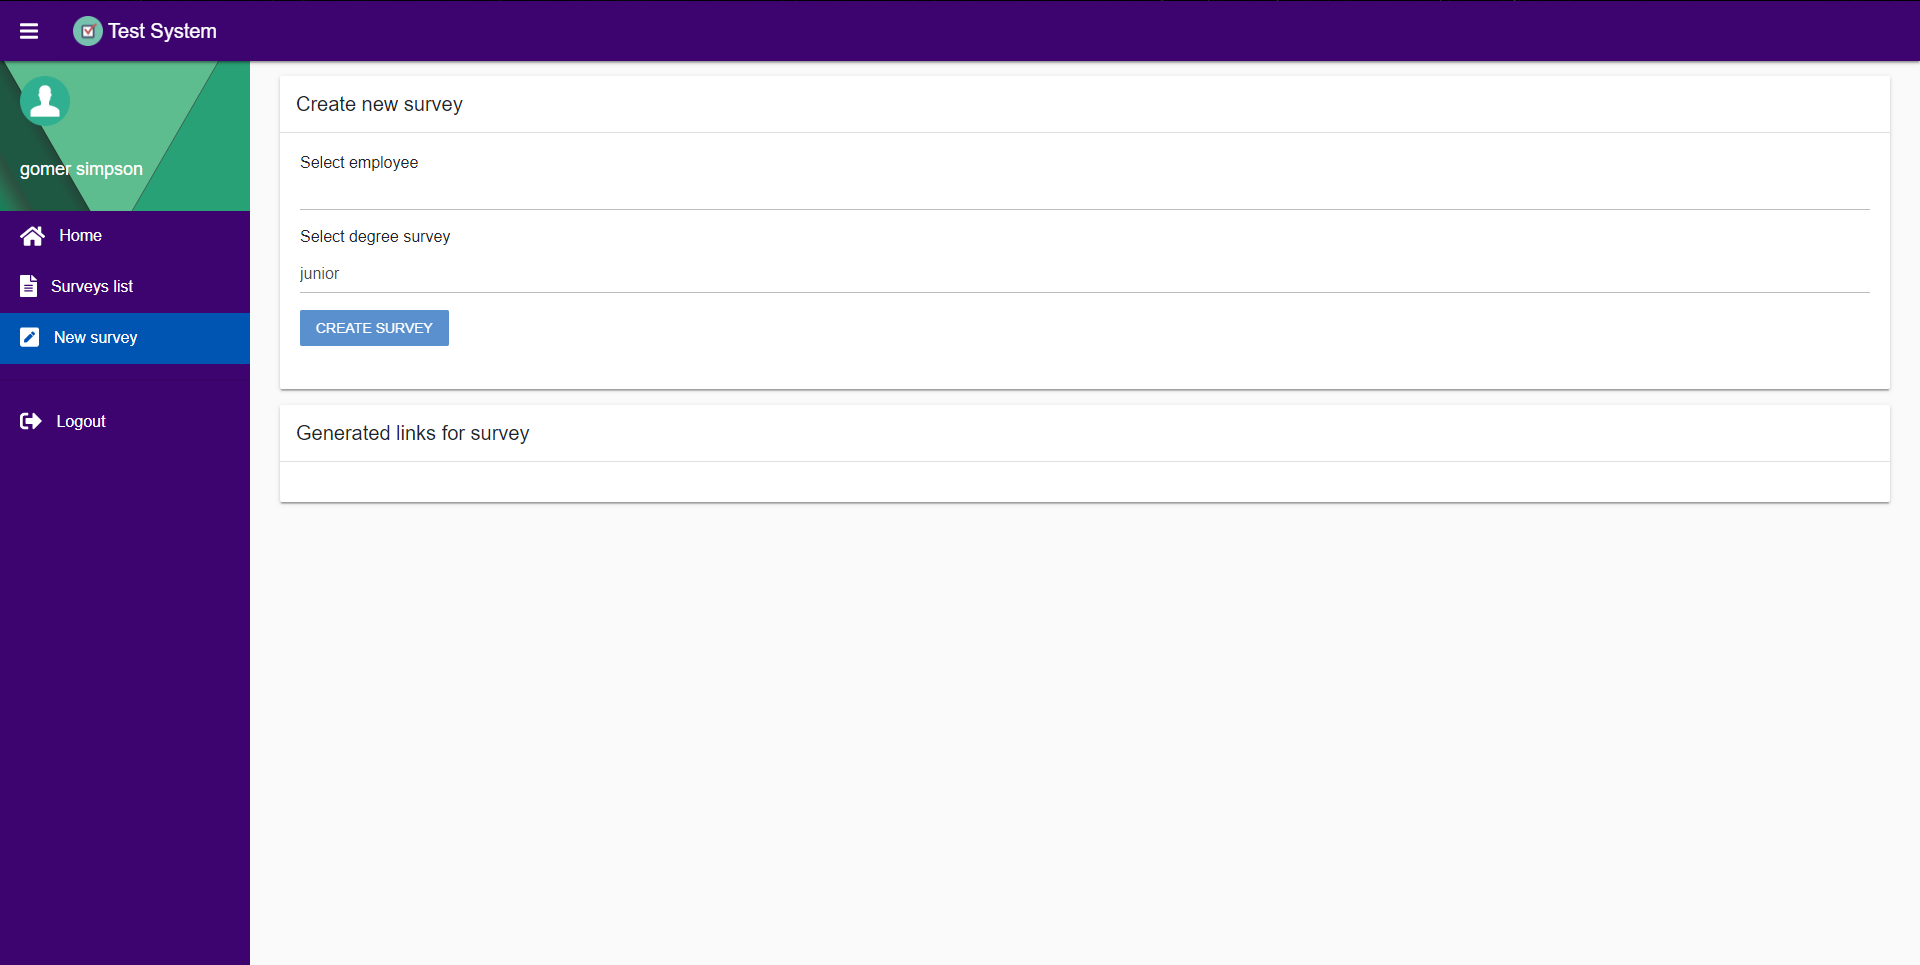 Test System
gomer simpson
Home
Surveys list
New survey
Logout
Create new survey
Select employee
Select degree survey
junior
CREATE SURVEY
Generated links for survey